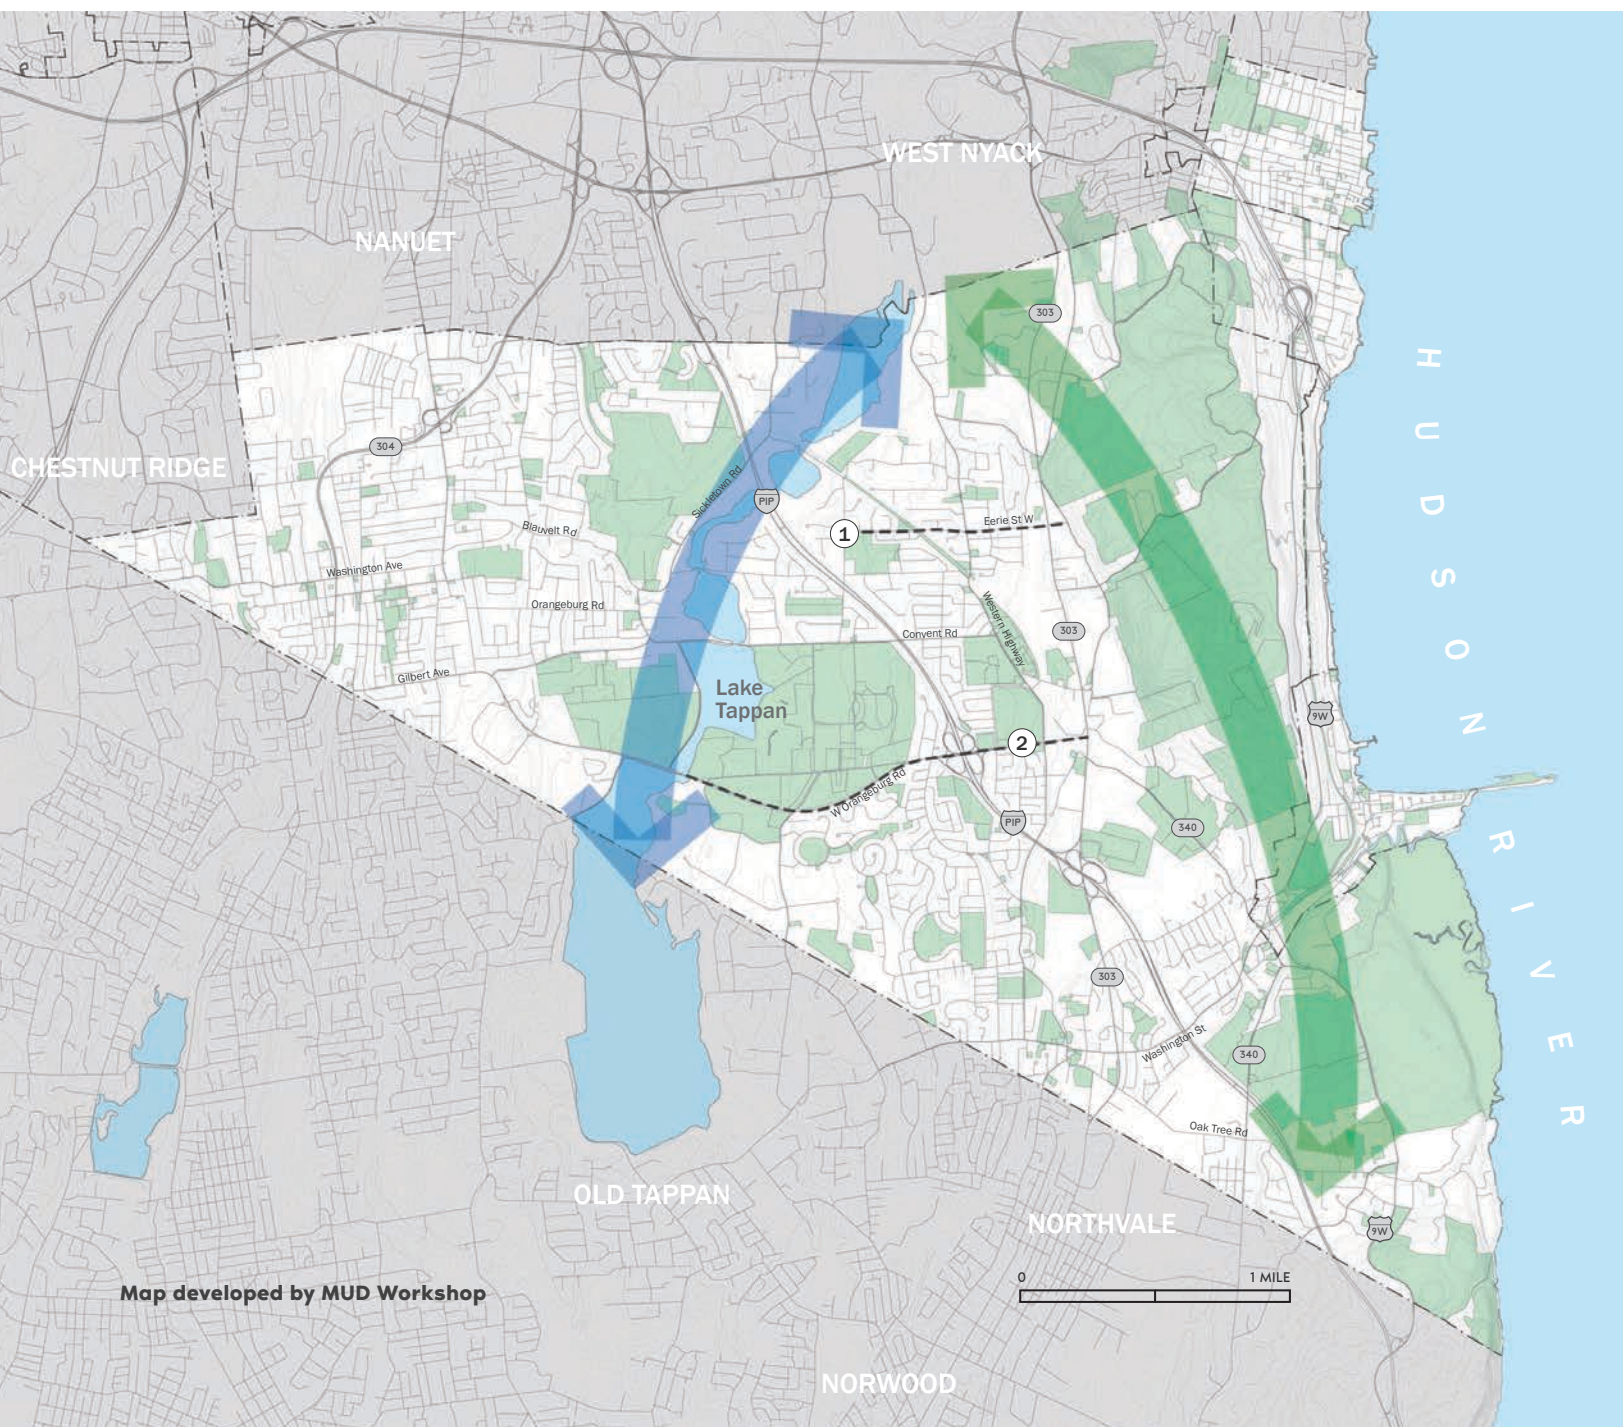 WEST NYACK
NANUET
303
304
CHESTNUT RIDGE
Sickletown Rd
PIP
Blauvelt Rd
1
Eerie St W
Washington Ave
Orangeburg Rd
Western Highway
Convent Rd
303
Gilbert Ave
Lake
Tappan
9W
2
W Orangeburg Rd
PIP
340
HUDSON RIVER
303
Washington St
340
Oak Tree Rd
OLD TAPPAN
NORTHVALE
9W
0 1 MILE
Map developed by MUD Workshop
NORWOOD